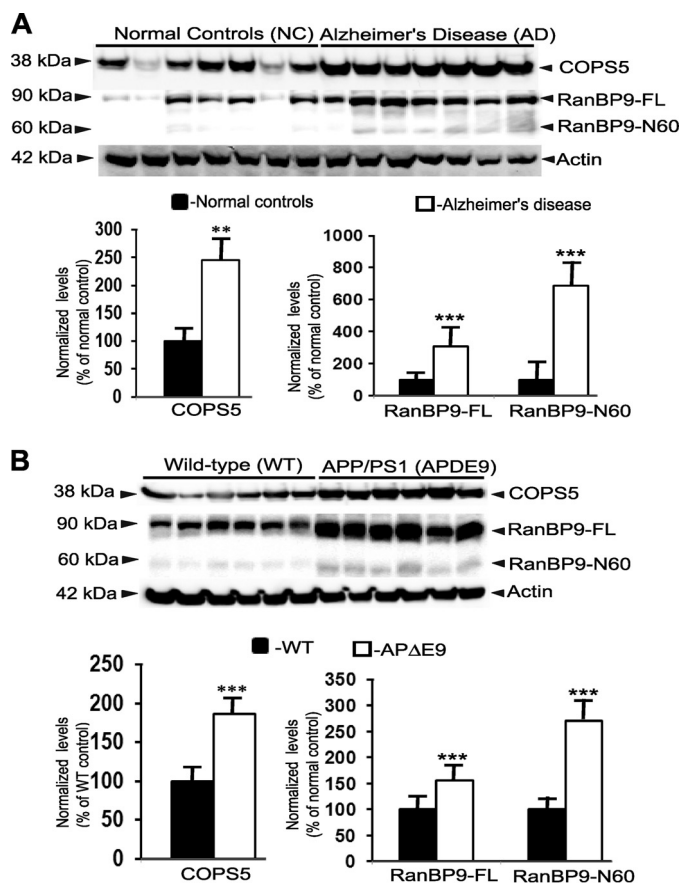 A
Normal Controls (NC) Alzheimer's Disease (AD)
38 kDa COPS5
90 kDa RanBP9-FL
60 kDa RanBP9-N60
42 kDa Actin
-Normal controls -Alzheimer's disease
Normalized levels
(% of normal control)
300
250
200
150
100
50
0
**
COPS5
Normalized levels
(% of normal control)
1000
800
600
400
200
0
***
***
RanBP9-FL RanBP9-N60
B
Wild-type (WT) APP/PS1 (APDE9)
38 kDa COPS5
90 kDa RanBP9-FL
60 kDa RanBP9-N60
42 kDa Actin
-WT -APΔE9
Normalized levels
(% of WT control)
250
200
150
100
50
0
***
COPS5
Normalized levels
(% of normal control)
350
300
250
200
150
100
50
0
***
***
RanBP9-FL RanBP9-N60